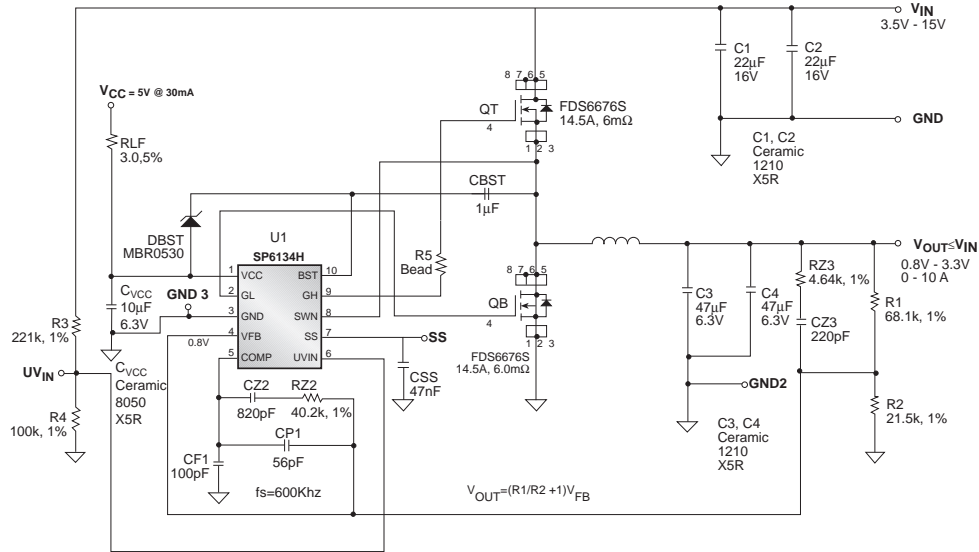 VIN
3.5V - 15V
C1
22µF
16V
C2
22µF
16V
GND
C1, C2
Ceramic
1210
X5R
VCC = 5V @ 30mA
RLF
3.0,5%
8 7 6 5
QT
4
FDS6676S
14.5A, 6mΩ
1 2 3
CBST
1µF
DBST
MBR0530
U1
SP6134H
1 VCC
2 GL
3 GND
4 VFB
5 COMP
BST 10
GH 9
SWN 8
SS 7
UVIN 6
R5
Bead
CVCC
10µF
6.3V
GND 3
0.8V
R3
221k, 1%
UVIN
R4
100k, 1%
CVCC
Ceramic
8050
X5R
SS
CSS
47nF
8 7 6 5
QB
4
1 2 3
FDS6676S
14.5A, 6.0mΩ
VOUT≤VIN
0.8V - 3.3V
0 - 10 A
C3
47µF
6.3V
C4
47µF
6.3V
RZ3
4.64k, 1%
CZ3
220pF
R1
68.1k, 1%
GND2
R2
21.5k, 1%
C3, C4
Ceramic
1210
X5R
CZ2
820pF
RZ2
40.2k, 1%
CP1
56pF
CF1
100pF
fs=600Khz
VOUT=(R1/R2 +1)VFB